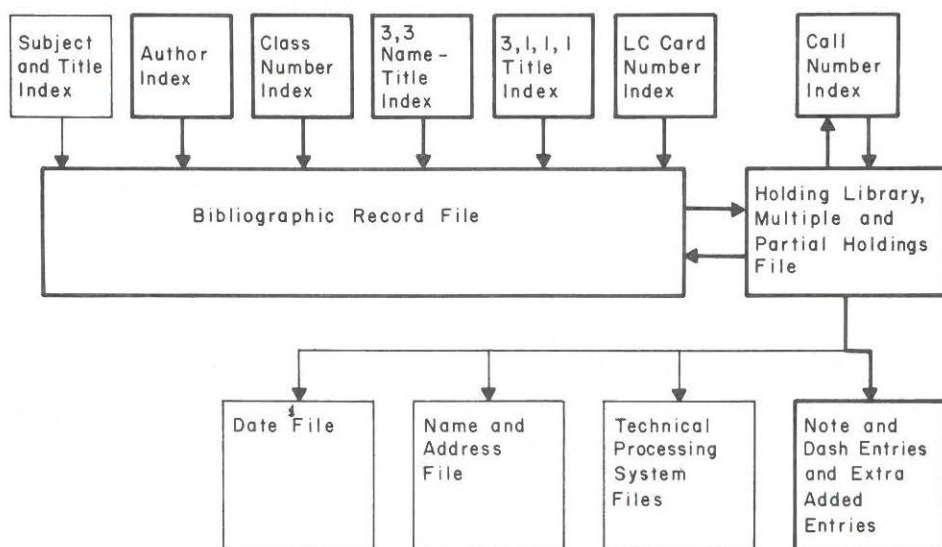 Subject
and Title
Index
Author
Index
Class
Number
Index
3,3
Name-
Title
Index
3,1,1,1
Title
Index
LC Card
Number
Index
Call
Number
Index
Bibliographic Record File
Holding Library,
Multiple and
Partial Holdings
File
Date File
Name and
Address
File
Technical
Processing
System
Files
Note and
Dash Entries
and Extra
Added
Entries